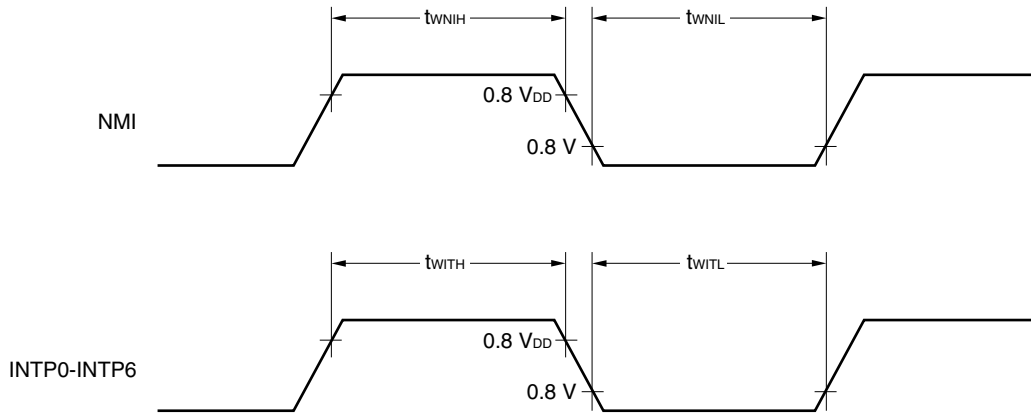 tWNIH tWNIL
0.8 VDD
NMI
0.8 V
tWITH tWITL
0.8 VDD
INTP0-INTP6
0.8 V